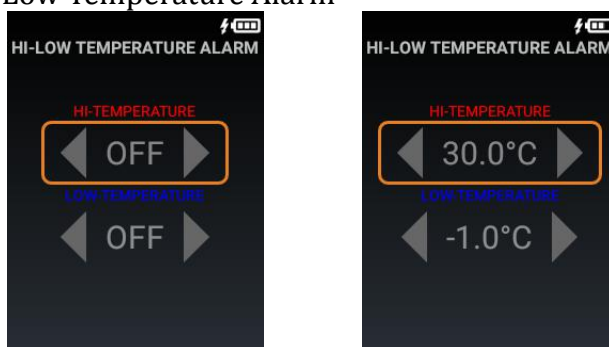 Low Temperature Alarm
HI-LOW TEMPERATURE ALARM
HI-TEMPERATURE
OFF
LOW-TEMPERATURE
OFF
HI-LOW TEMPERATURE ALARM
HI-TEMPERATURE
30.0°C
LOW-TEMPERATURE
-1.0°C